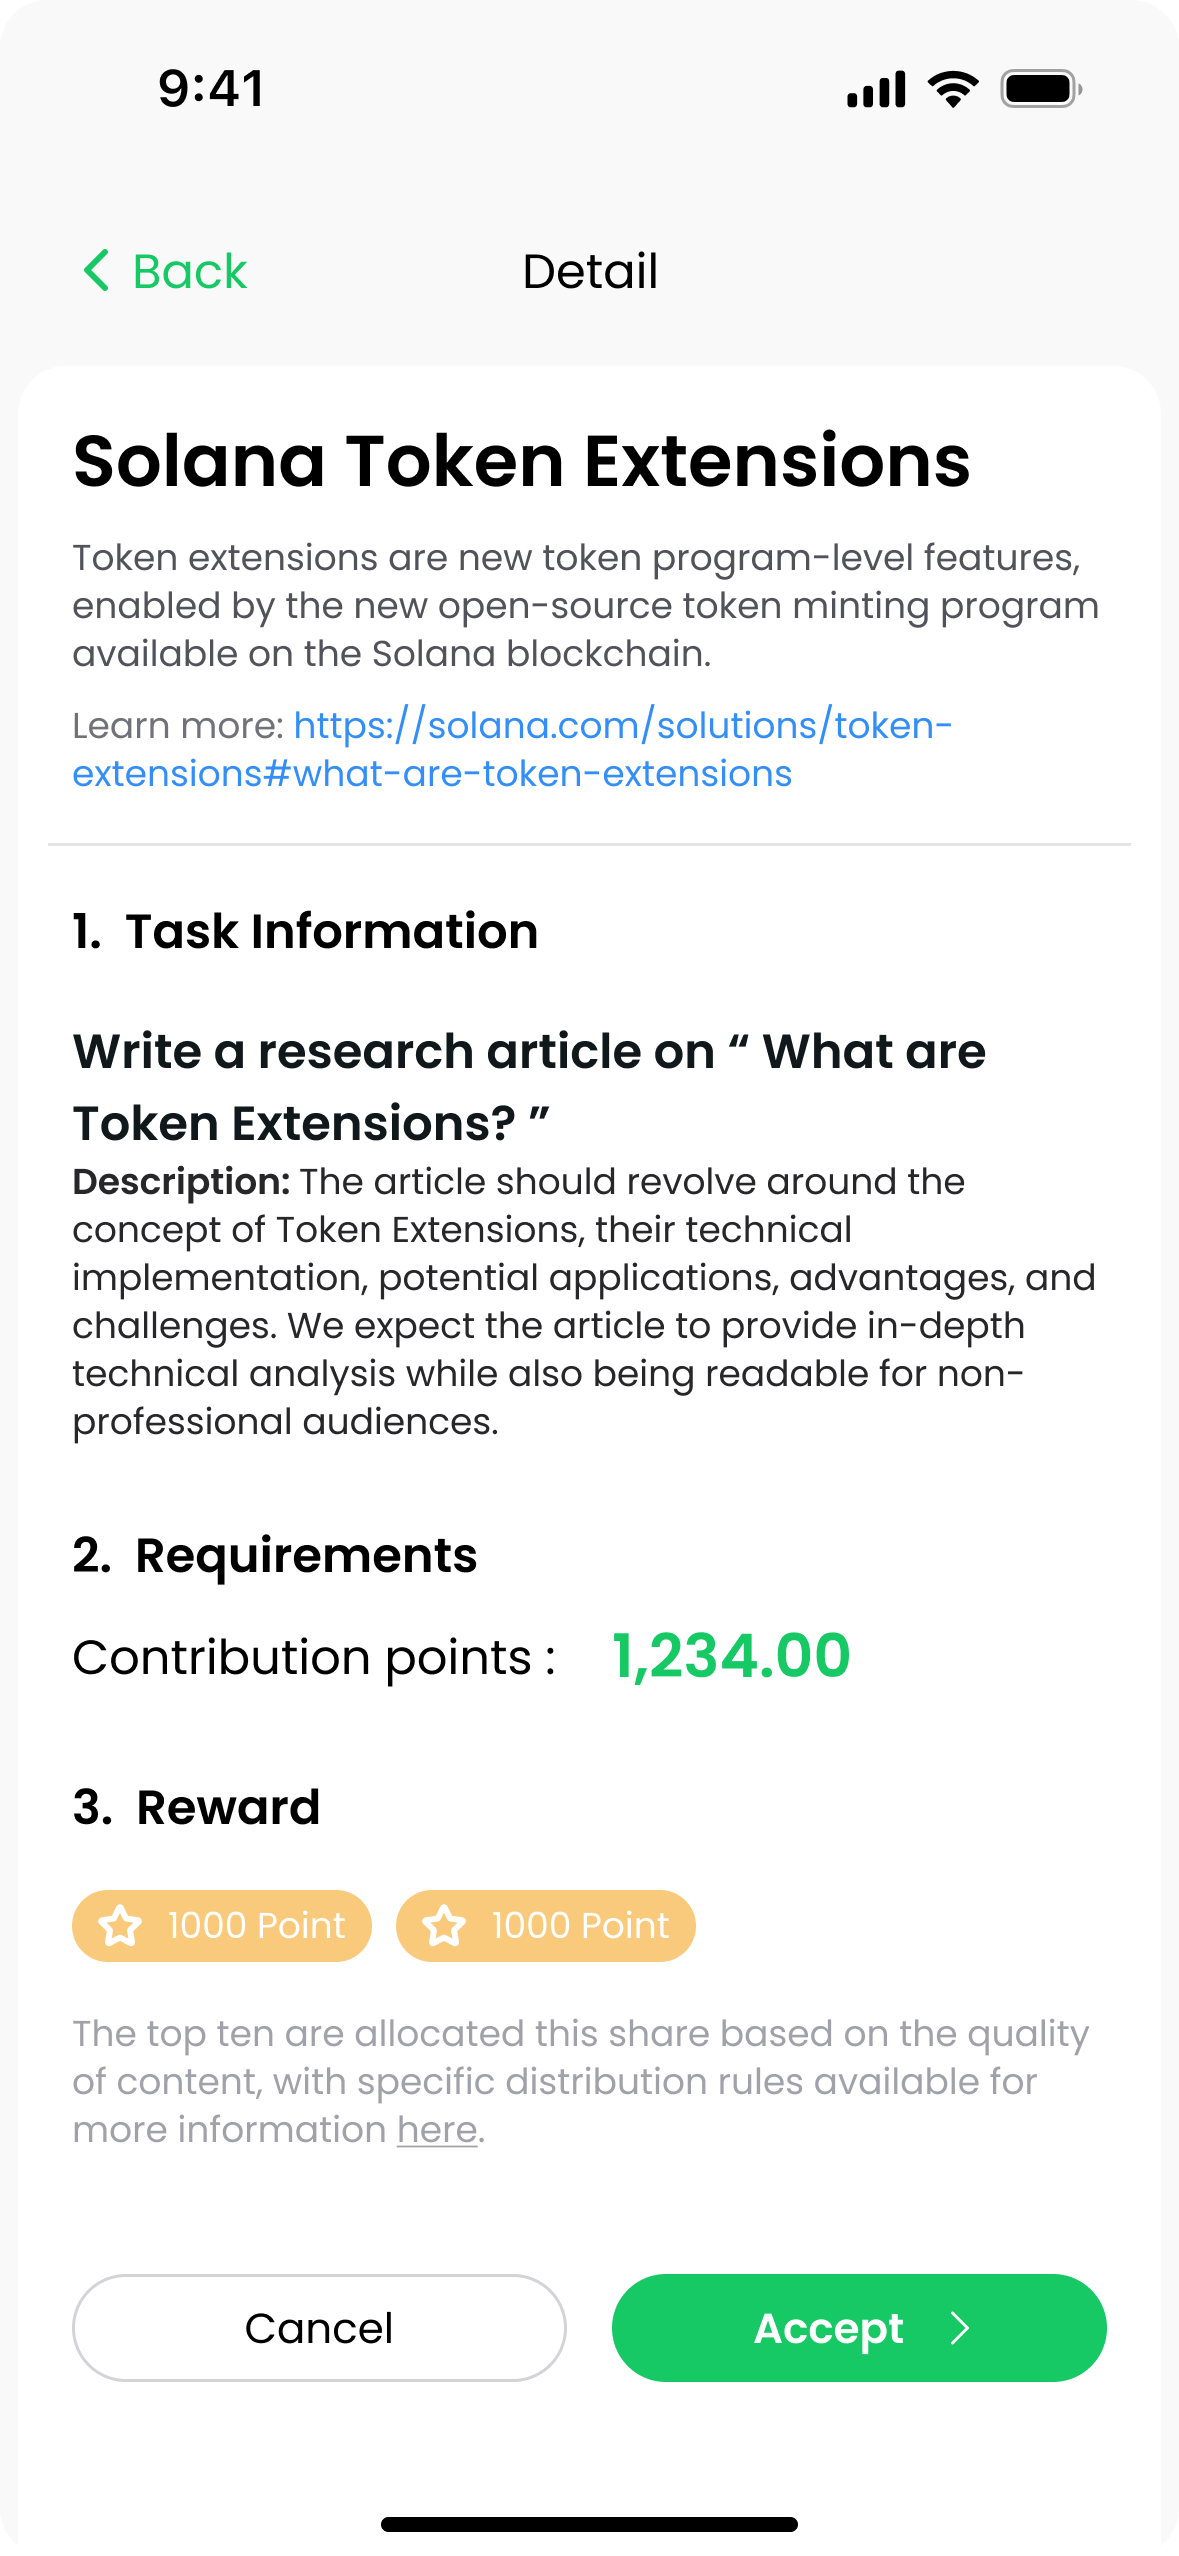 9:41
Back
Detail
Solana Token Extensions
Token extensions are new token program-level features,
enabled by the new open-source token minting program
available on the Solana blockchain.
Learn more: https://solana.com/solutions/token-
extensions#what-are-token-extensions
1. Task Information
Write a research article on “ What are
Token Extensions? ”
Description: The article should revolve around the
concept of Token Extensions, their technical
implementation, potential applications, advantages, and
challenges. We expect the article to provide in-depth
technical analysis while also being readable for non-
professional audiences.
2. Requirements
Contribution points : 1,234.00
3. Reward
1000 Point 1000 Point
The top ten are allocated this share based on the quality
of content, with specific distribution rules available for
more information here.
Cancel
Accept